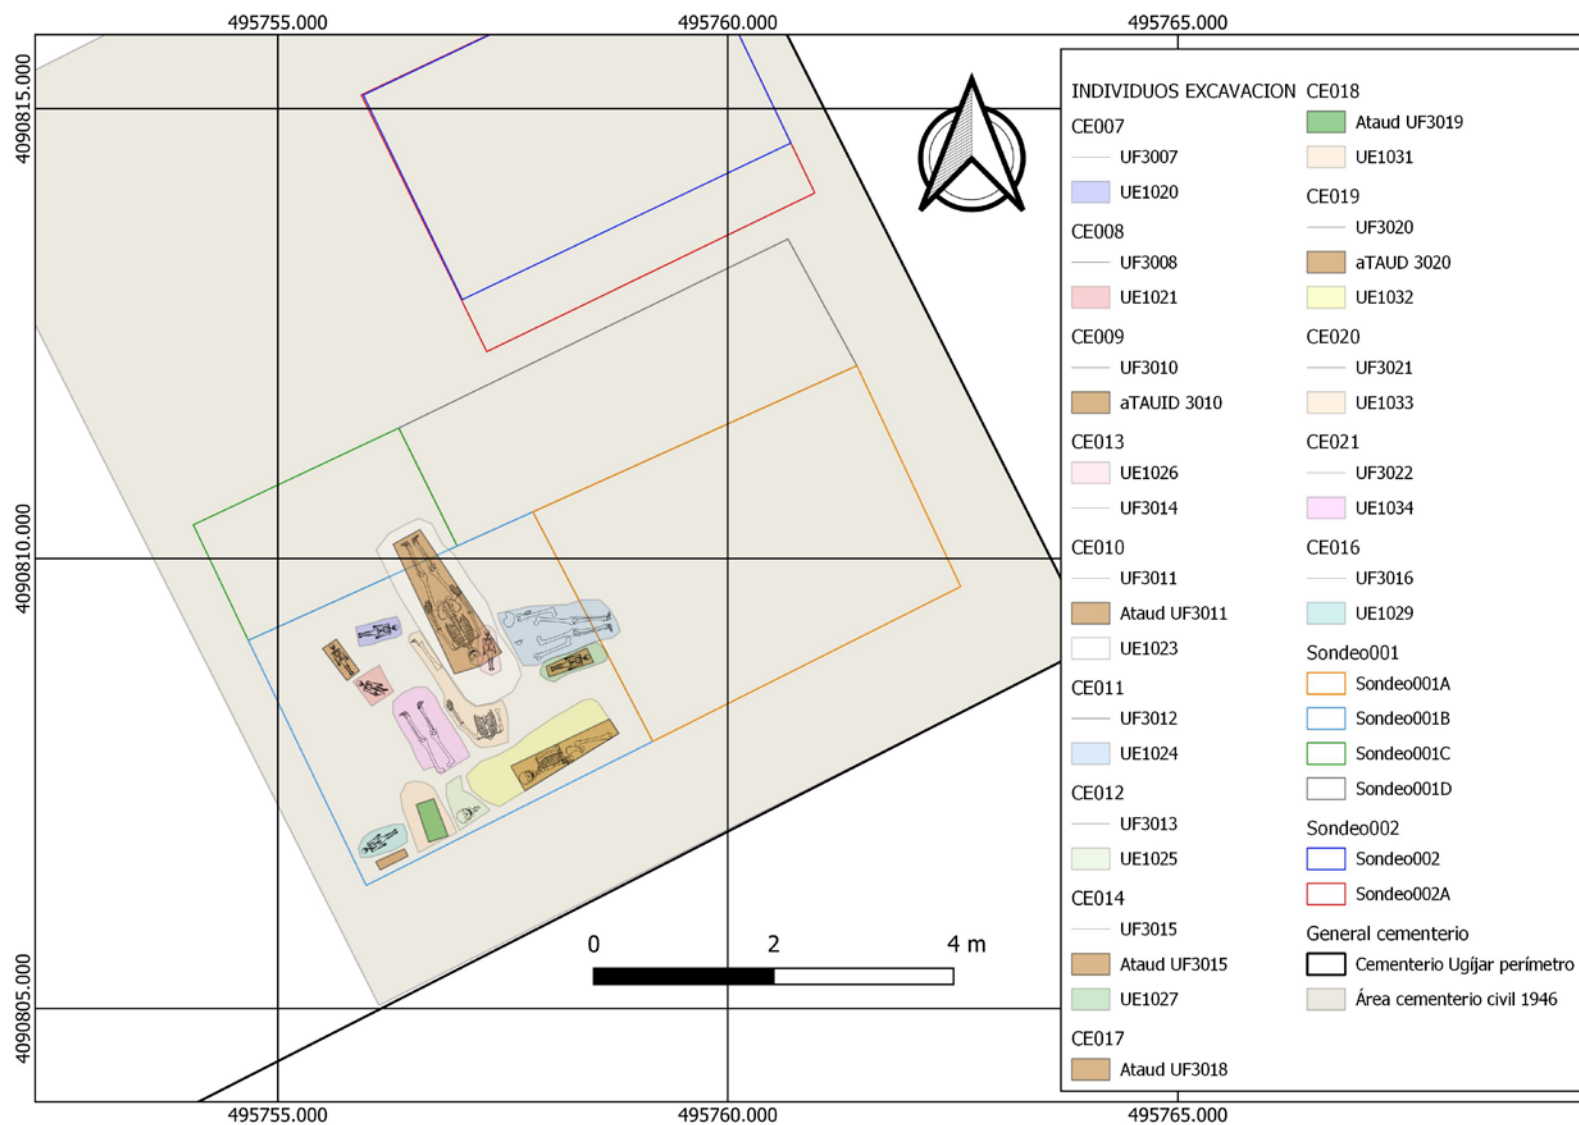 495755.000
495760.000
495765.000
4090815.000
4090810.000
4090805.000
INDIVIDUOS EXCAVACION
CE007
UF3007
UE1020
CE008
UF3008
UE1021
CE009
UF3010
aTAUID 3010
CE013
UE1026
UF3014
CE010
UF3011
Ataud UF3011
UE1023
CE011
UF3012
UE1024
CE012
UF3013
UE1025
CE014
UF3015
Ataud UF3015
UE1027
CE017
Ataud UF3018
CE018
Ataud UF3019
UE1031
CE019
UF3020
aTAUD 3020
UE1032
CE020
UF3021
UE1033
CE021
UF3022
UE1034
CE016
UF3016
UE1029
Sondeo001
Sondeo001A
Sondeo001B
Sondeo001C
Sondeo001D
Sondeo002
Sondeo002
Sondeo002A
General cementerio
Cementerio Ugíjar perímetro
Área cementerio civil 1946
0 2 4 m
495755.000
495760.000
495765.000